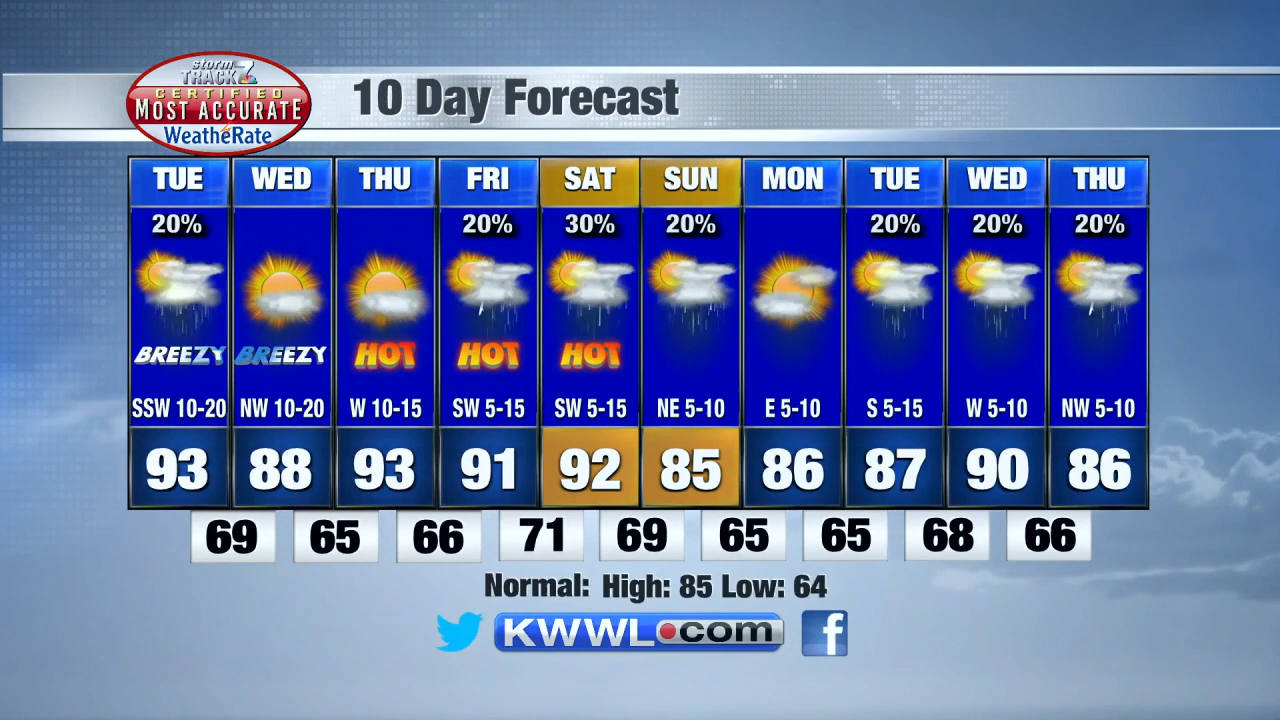 storm
TRACK 7
CERTIFIED
MOST ACCURATE
WeatheRate
10 Day Forecast
TUE WED THU FRI SAT SUN MON TUE WED THU
20% 20% 30% 20% 20% 20% 20%
BREEZY BREEZY HOT HOT HOT
SSW 10-20 NW 10-20 W 10-15 SW 5-15 SW 5-15 NE 5-10 E 5-10 S 5-15 W 5-10 NW 5-10
93 88 93 91 92 85 86 87 90 86
69 65 66 71 69 65 65 68 66
Normal: High: 85 Low: 64
KWWL.com f